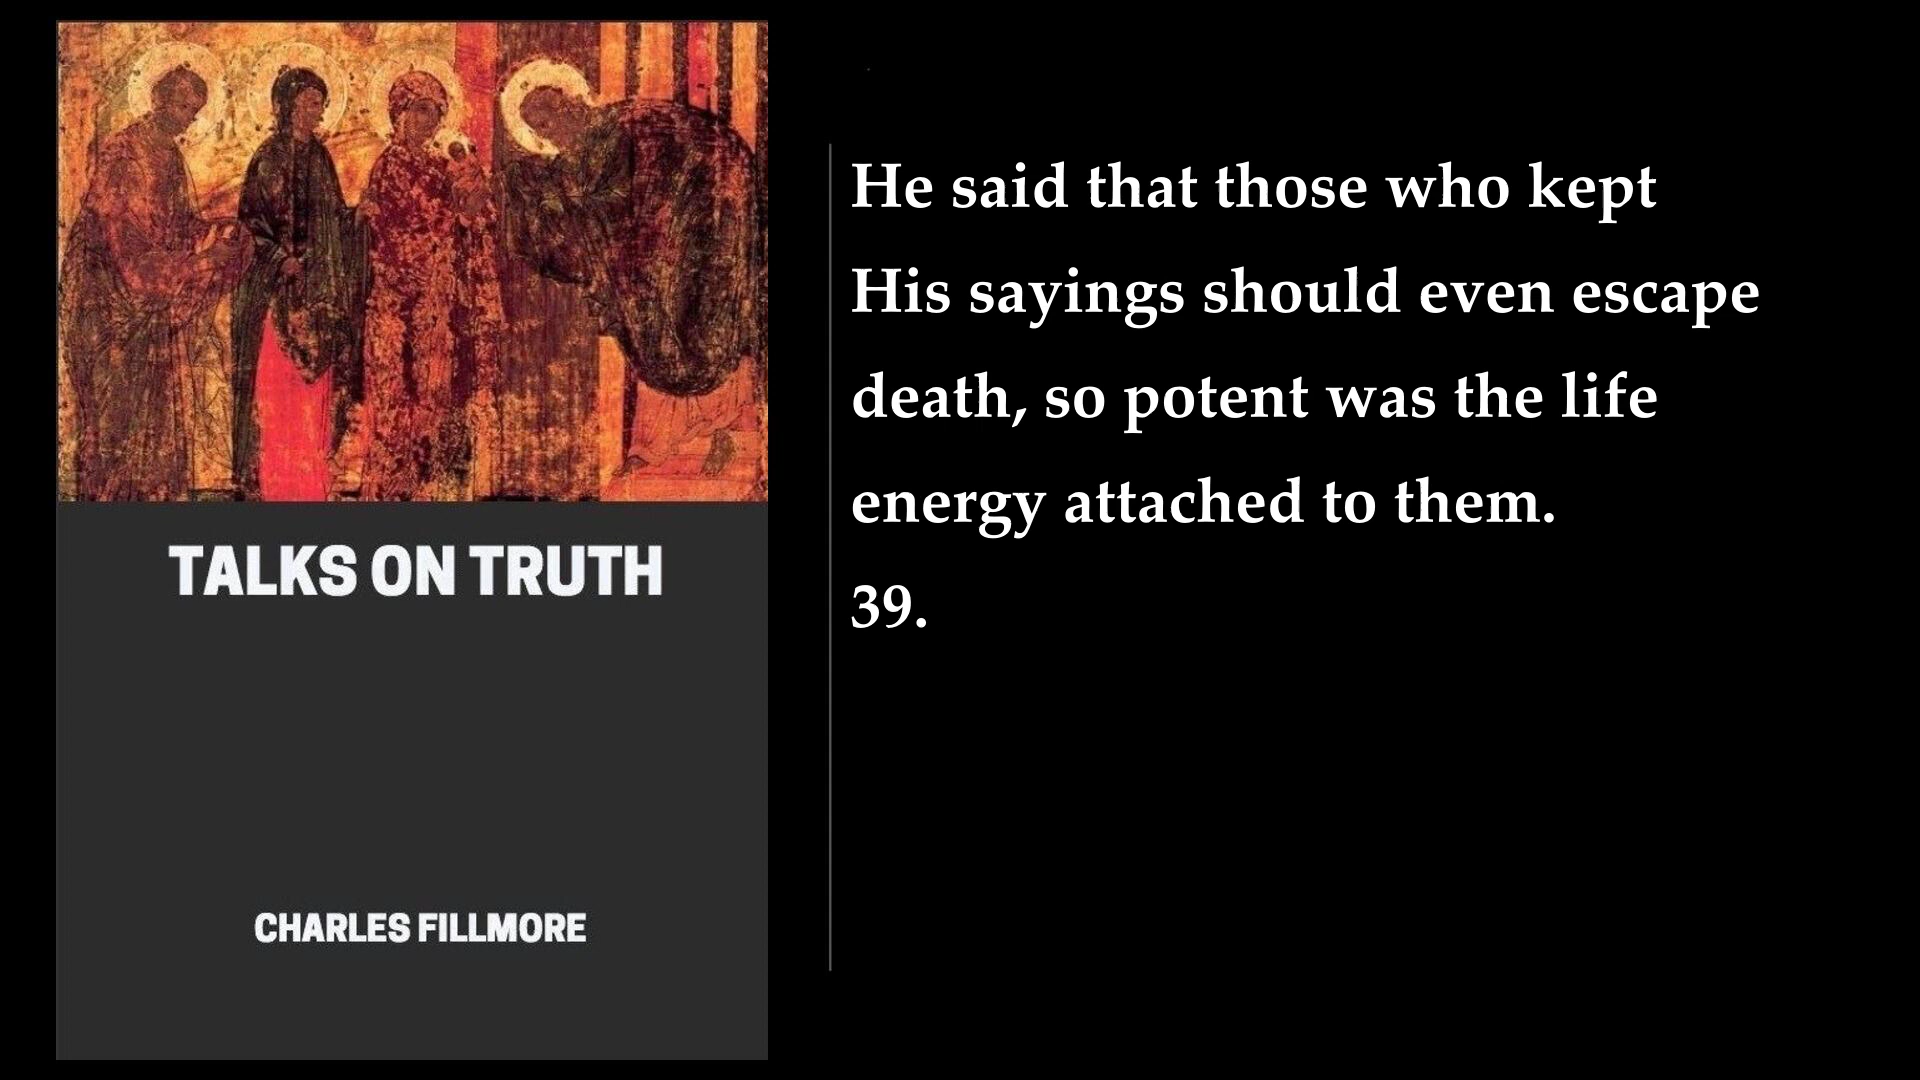 TALKS ON TRUTH
CHARLES FILLMORE
He said that those who kept
His sayings should even escape
death, so potent was the life
energy attached to them.
39.